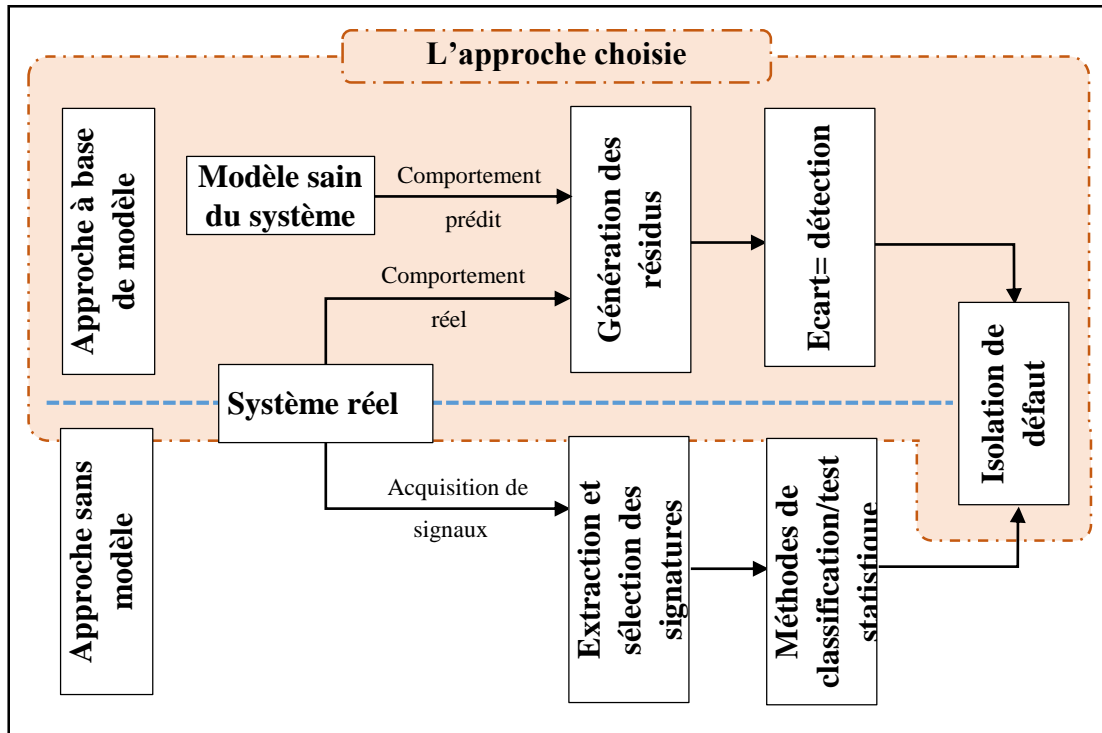 L’approche choisie
Approche à base
de modèle
Modèle sain
du système
Comportement
prédit
Comportement
réel
Génération des
résidus
Ecart= détection
Système réel
Isolation de
défaut
Approche sans
modèle
Acquisition de
signaux
Extraction et
sélection des
signatures
Méthodes de
classification/test
statistique